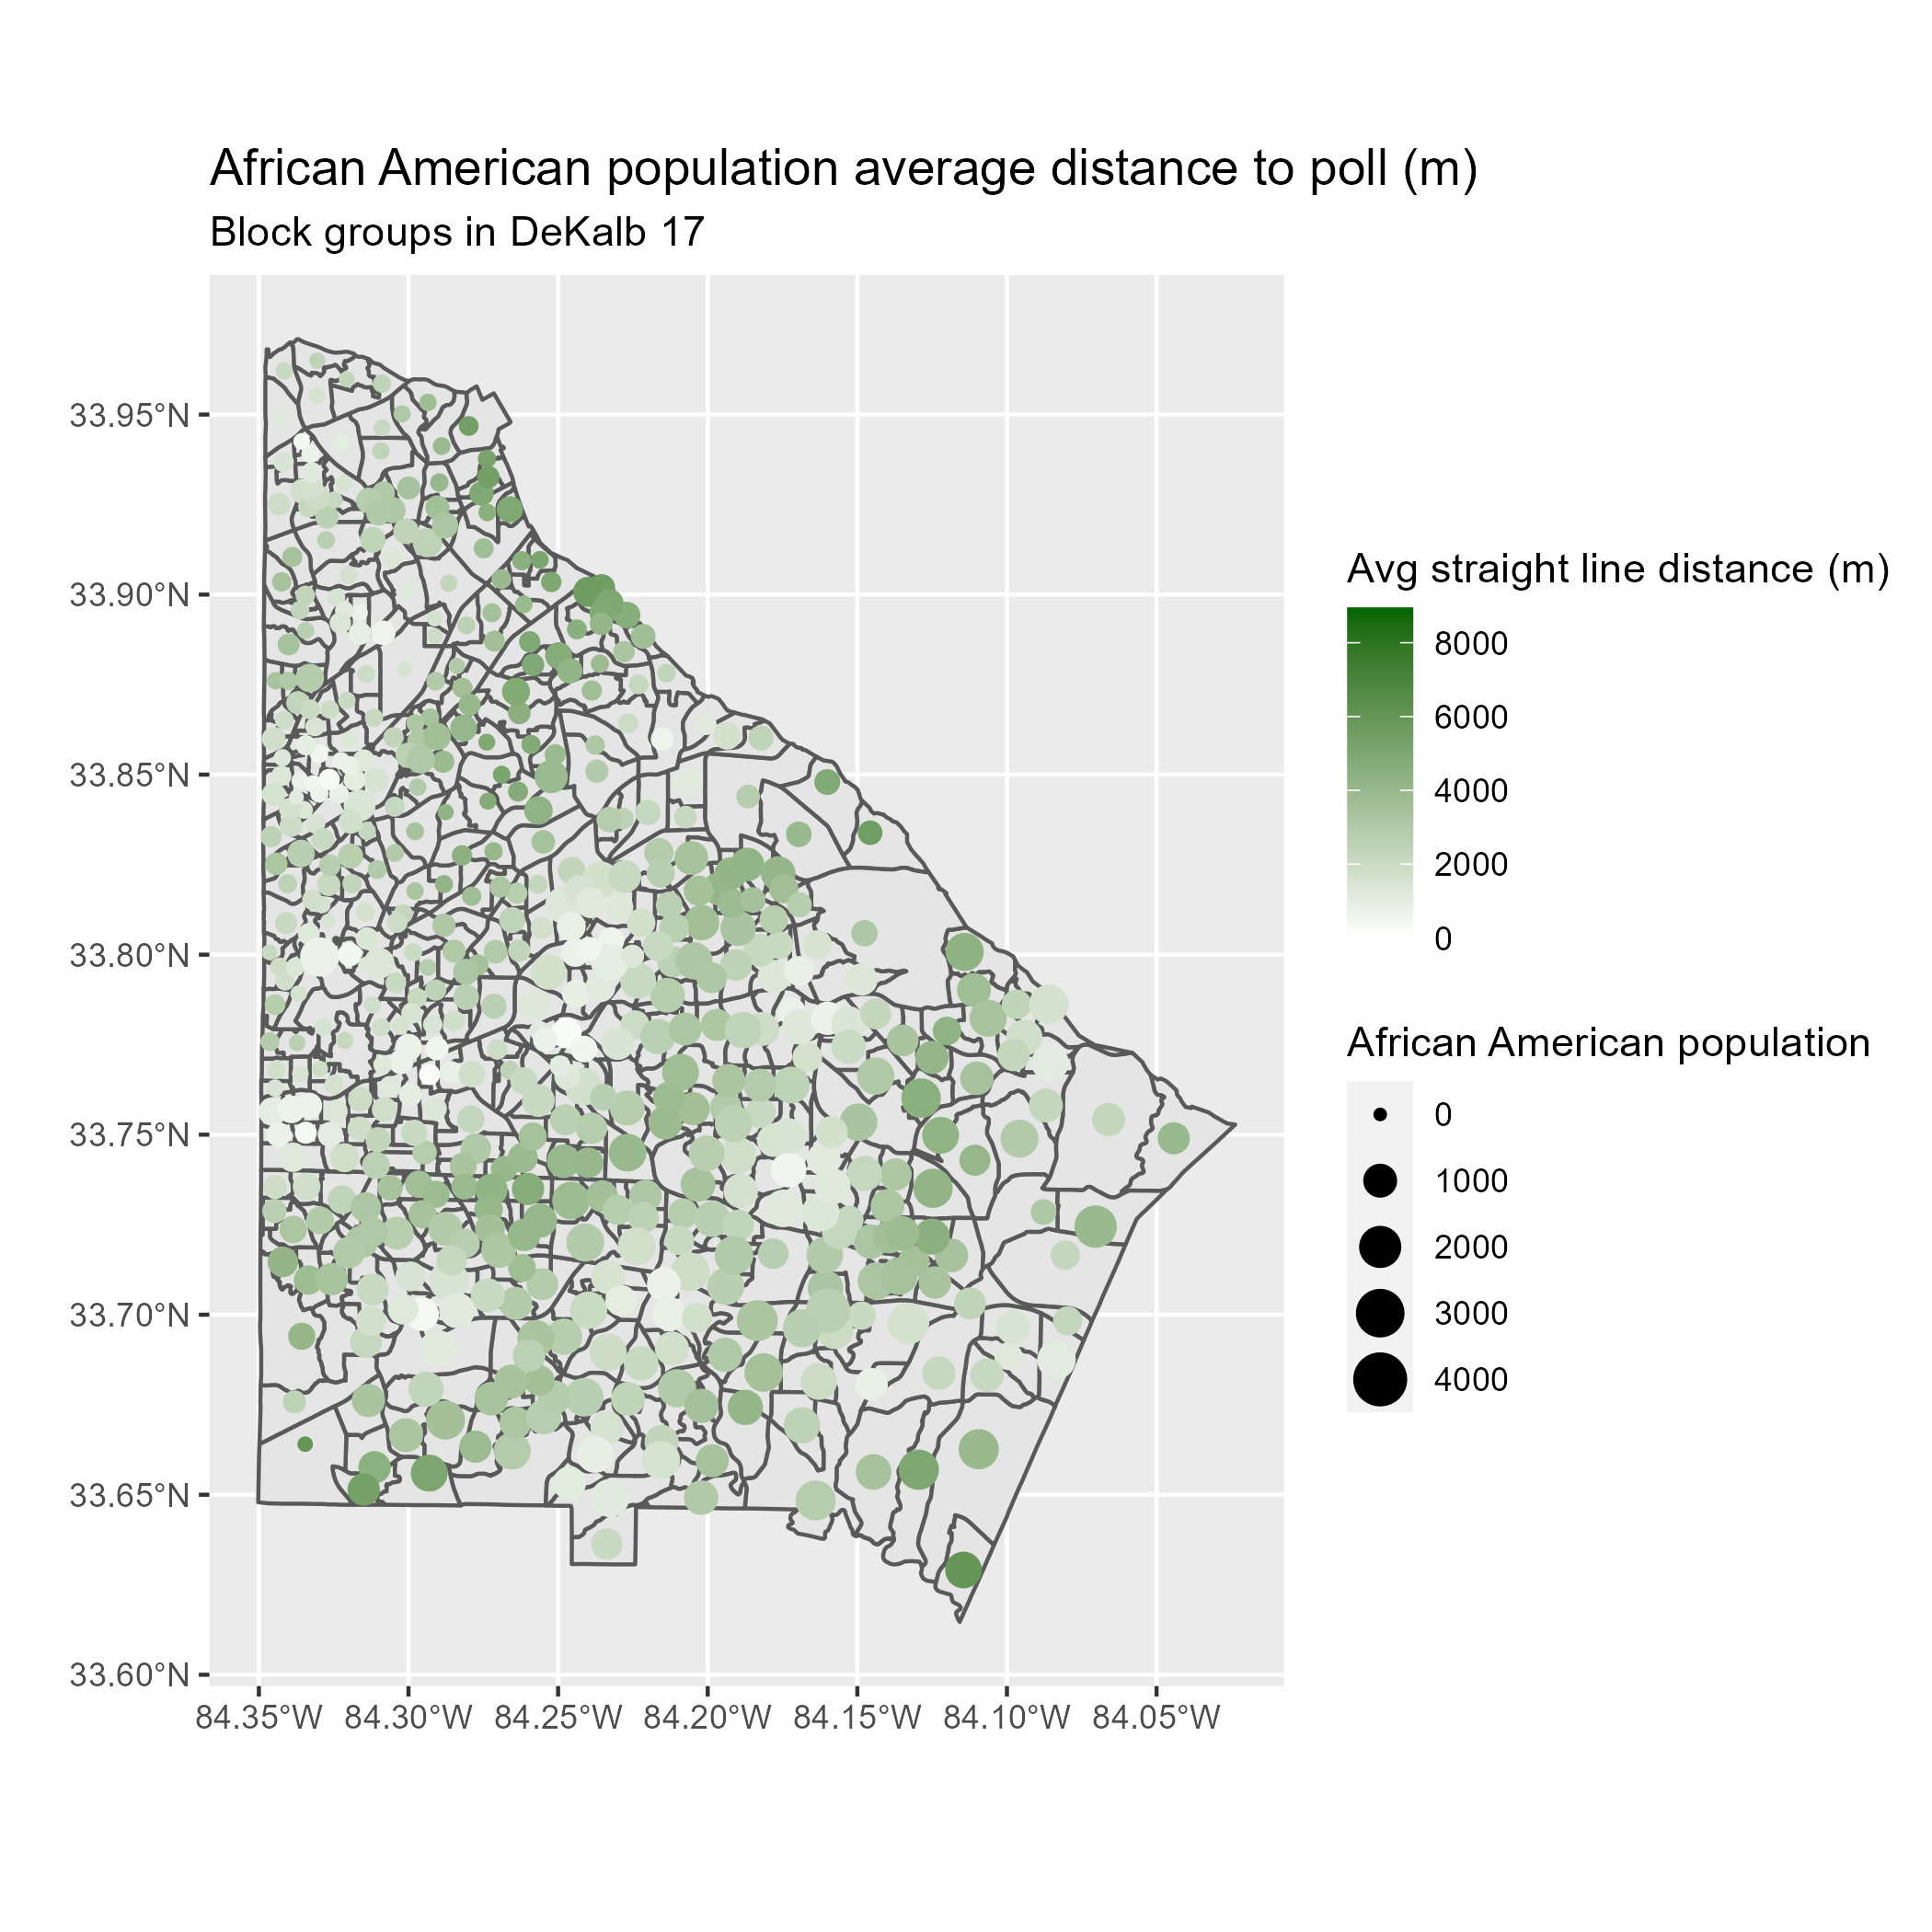 African American population average distance to poll (m)
Block groups in DeKalb 17
33.95°N
33.90°N
33.85°N
33.80°N
33.75°N
33.70°N
33.65°N
33.60°N
84.35°W 84.30°W 84.25°W 84.20°W 84.15°W 84.10°W 84.05°W
Avg straight line distance (m)
8000
6000
4000
2000
0
African American population
0
1000
2000
3000
4000